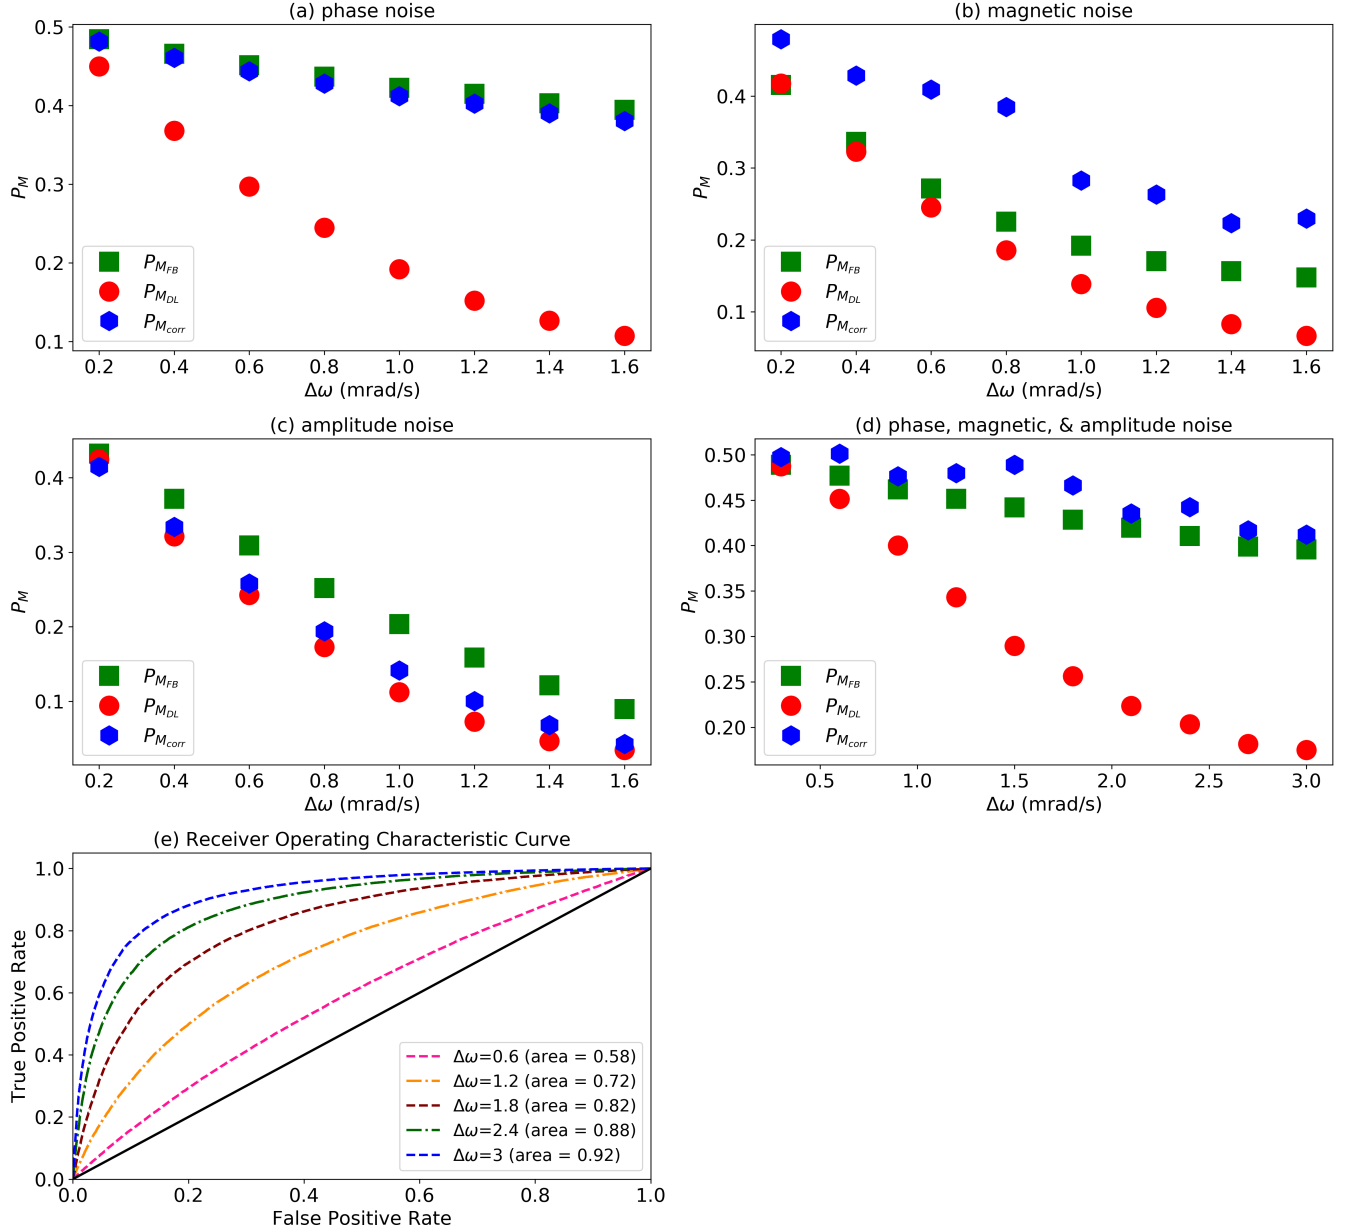 (a) phase noise
0.5
0.4
0.3
0.2
0.1
P_M
P_{M_{FB}}
P_{M_{DL}}
P_{M_{corr}}
0.2 0.4 0.6 0.8 1.0 1.2 1.4 1.6
Δω (mrad/s)
(b) magnetic noise
0.4
0.3
0.2
0.1
P_M
P_{M_{FB}}
P_{M_{DL}}
P_{M_{corr}}
0.2 0.4 0.6 0.8 1.0 1.2 1.4 1.6
Δω (mrad/s)
(c) amplitude noise
0.4
0.3
0.2
0.1
P_M
P_{M_{FB}}
P_{M_{DL}}
P_{M_{corr}}
0.2 0.4 0.6 0.8 1.0 1.2 1.4 1.6
Δω (mrad/s)
(d) phase, magnetic, & amplitude noise
0.50
0.45
0.40
0.35
0.30
0.25
0.20
P_M
P_{M_{FB}}
P_{M_{DL}}
P_{M_{corr}}
0.5 1.0 1.5 2.0 2.5 3.0
Δω (mrad/s)
(e) Receiver Operating Characteristic Curve
1.0
0.8
0.6
0.4
0.2
0.0
True Positive Rate
Δω=0.6 (area = 0.58)
Δω=1.2 (area = 0.72)
Δω=1.8 (area = 0.82)
Δω=2.4 (area = 0.88)
Δω=3 (area = 0.92)
0.0 0.2 0.4 0.6 0.8 1.0
False Positive Rate